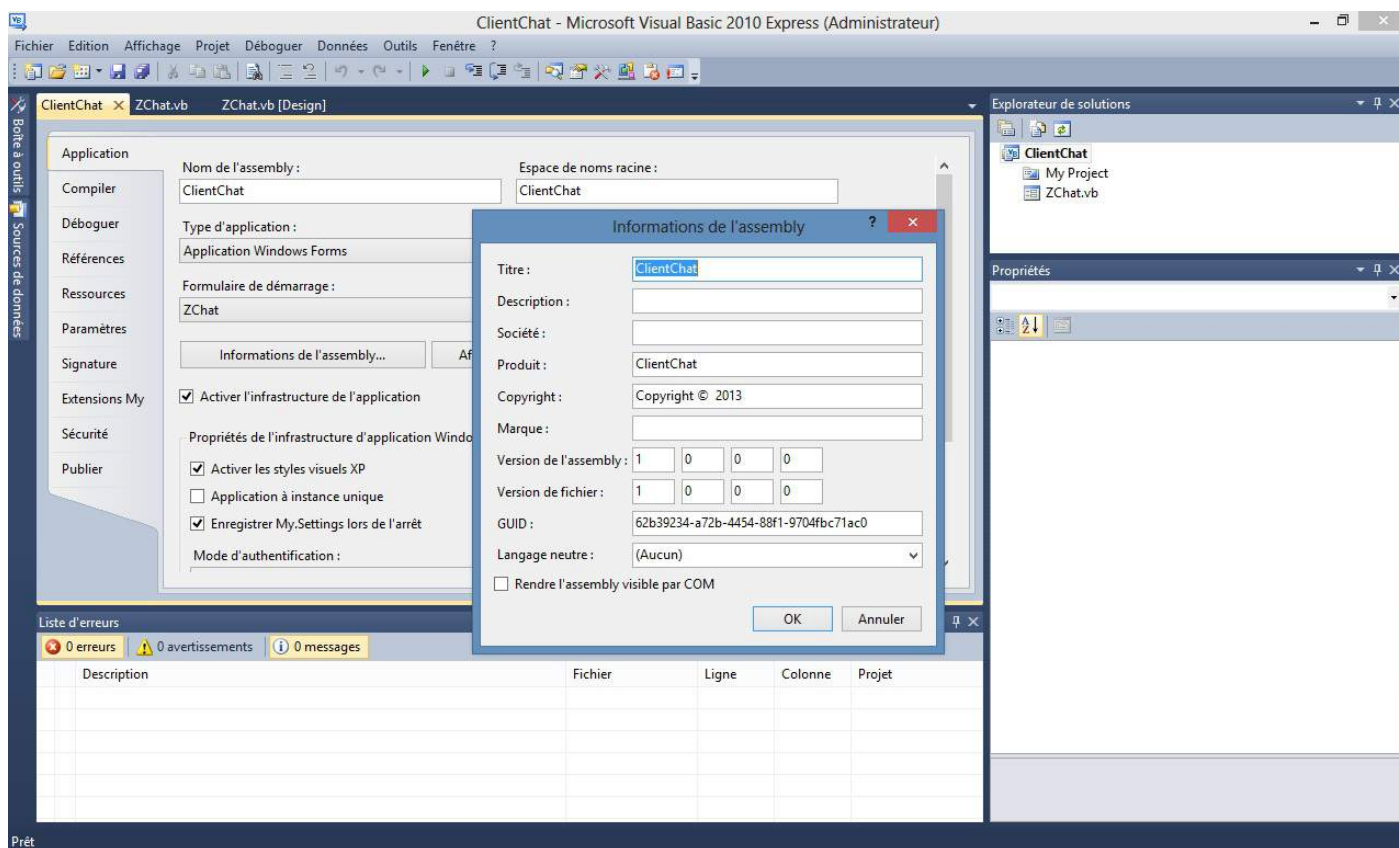 ClientChat - Microsoft Visual Basic 2010 Express (Administrateur)
Fichier Edition Affichage Projet Déboguer Données Outils Fenêtre ?
Boîte à outils
Sources de données
ClientChat ZChat.vb ZChat.vb [Design]
Application
Compiler
Déboguer
Références
Ressources
Paramètres
Signature
Extensions My
Sécurité
Publier
Nom de l'assembly :
ClientChat
Espace de noms racine :
ClientChat
Type d'application :
Application Windows Forms
Formulaire de démarrage :
ZChat
Informations de l'assembly...
Af
Activer l'infrastructure de l'application
Propriétés de l'infrastructure d'application Windo
Activer les styles visuels XP
Application à instance unique
Enregistrer My.Settings lors de l'arrêt
Mode d'authentification :
Informations de l'assembly ?
Titre : ClientChat
Description :
Société :
Produit : ClientChat
Copyright : Copyright © 2013
Marque :
Version de l'assembly : 1 0 0 0
Version de fichier : 1 0 0 0
GUID : 62b39234-a72b-4454-88f1-9704fbc71ac0
Langage neutre : (Aucun)
Rendre l'assembly visible par COM
OK Annuler
Explorateur de solutions
ClientChat
My Project
ZChat.vb
Propriétés
Liste d'erreurs
0 erreurs 0 avertissements 0 messages
Description Fichier Ligne Colonne Projet
Prêt